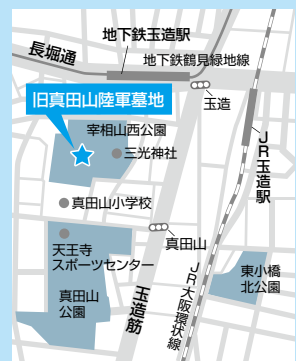 地下鉄玉造駅
長堀通
地下鉄鶴見緑地線
玉造
旧真田山陸軍墓地
宰相山西公園
三光神社
JR玉造駅
真田山小学校
真田山
天王寺
スポーツセンター
真田山
公園
玉造筋
JR大阪環状線
東小橋
北公園